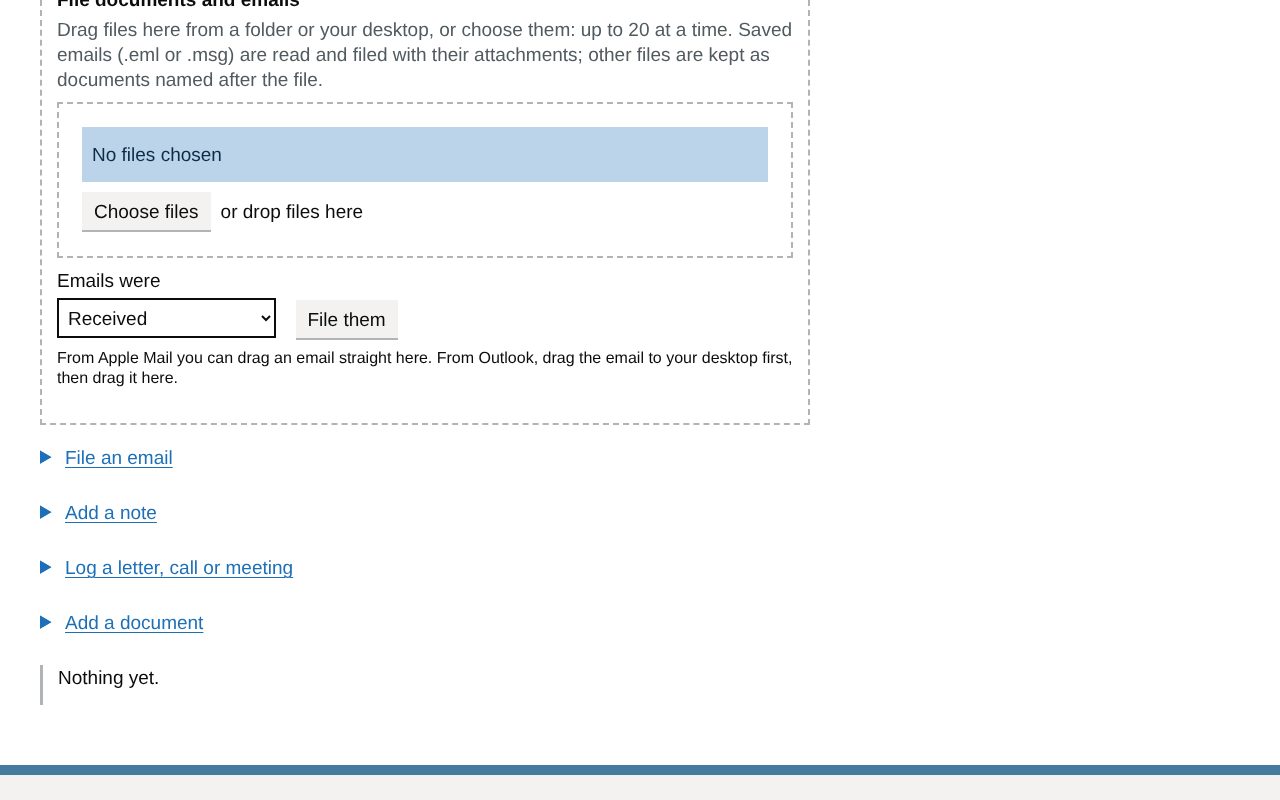 File documents and emails
Drag files here from a folder or your desktop, or choose them: up to 20 at a time. Saved
emails (.eml or .msg) are read and filed with their attachments; other files are kept as
documents named after the file.
No files chosen
Choose files or drop files here
Emails were
Received File them
From Apple Mail you can drag an email straight here. From Outlook, drag the email to your desktop first,
then drag it here.
File an email
Add a note
Log a letter, call or meeting
Add a document
Nothing yet.